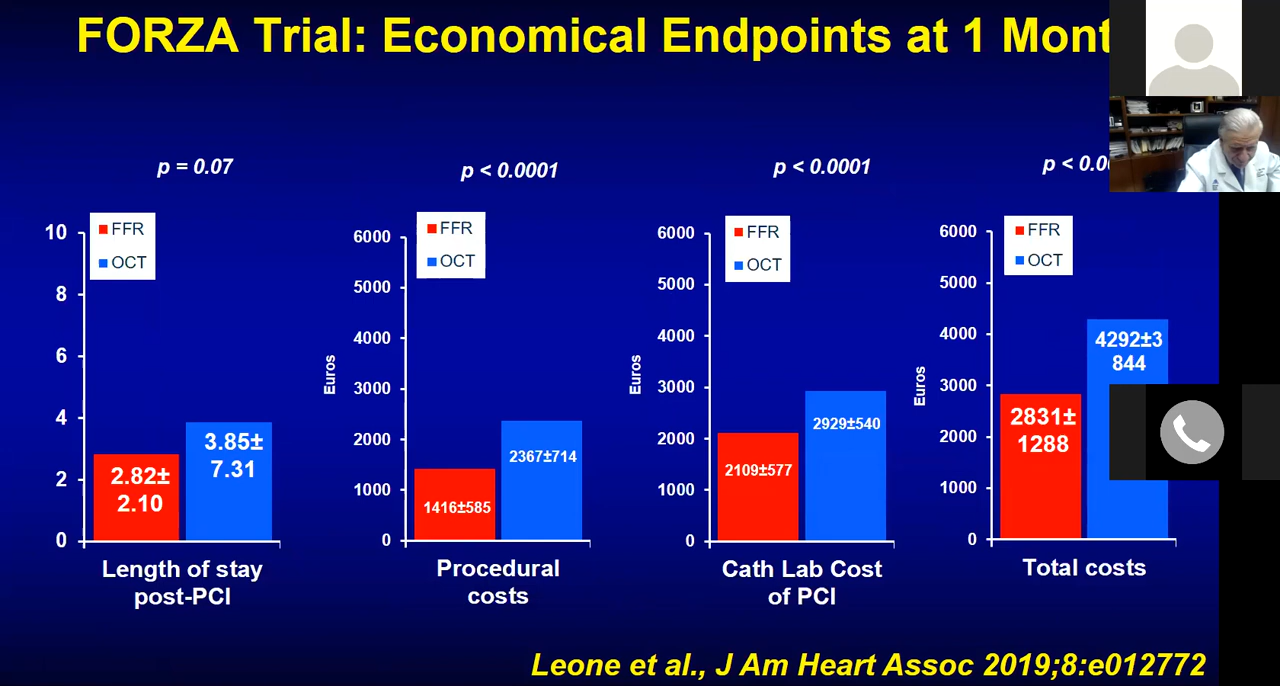 FORZA Trial: Economical Endpoints at 1 Mont
p = 0.07
10
8
6
4
2
0
FFR
OCT
2.82±
2.10
3.85±
7.31
Length of stay
post-PCI
p < 0.0001
Euros
6000
5000
4000
3000
2000
1000
0
FFR
OCT
1416±585
2367±714
Procedural
costs
p < 0.0001
Euros
6000
5000
4000
3000
2000
1000
0
FFR
OCT
2109±577
2929±540
Cath Lab Cost
of PCI
p < 0.0
Euros
6000
5000
4000
3000
2000
1000
0
FFR
OCT
2831±
1288
4292±3
844
Total costs
Leone et al., J Am Heart Assoc 2019;8:e012772